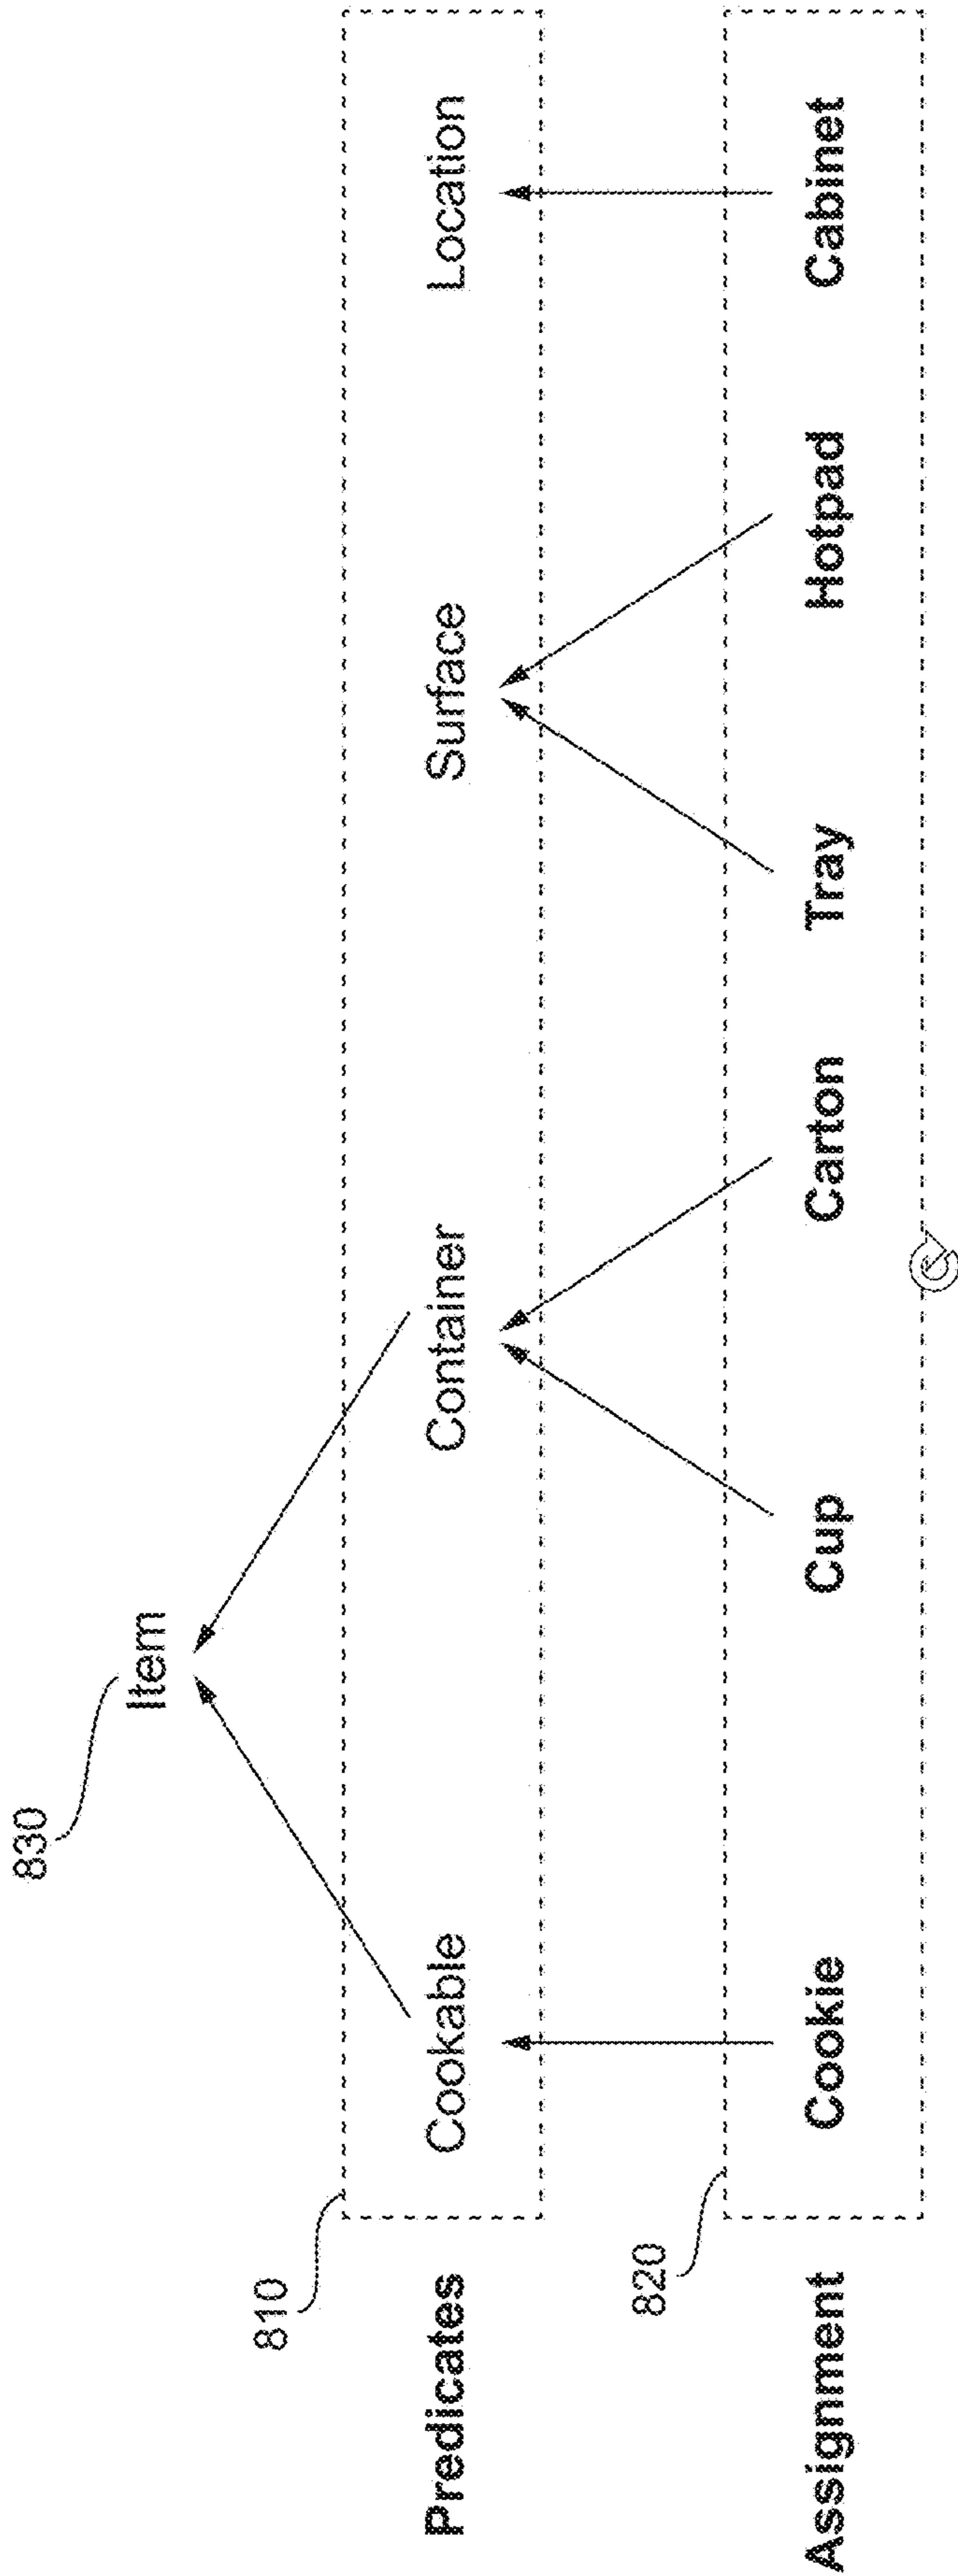 830
Item
810
Predicates
Cookable Container Surface Location
820
Assignment
Cookie Cup Carton Tray Hotpad Cabinet